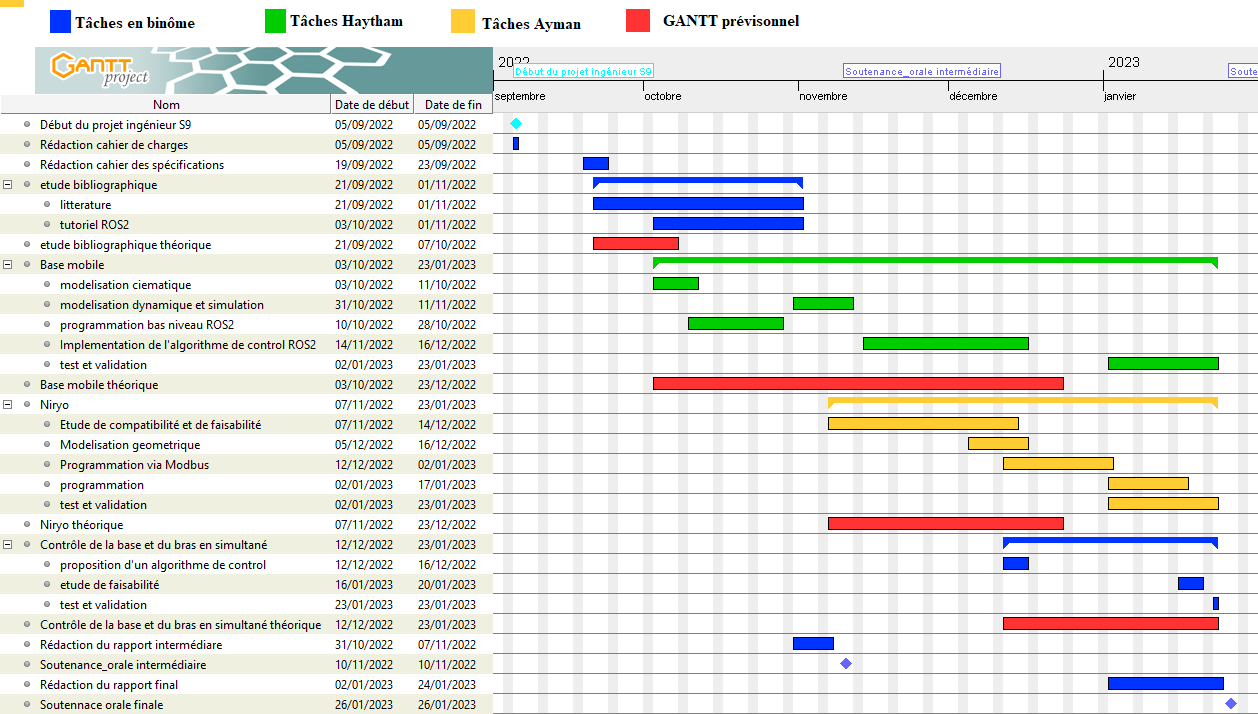 Tâches en binôme Tâches Haytham Tâches Ayman GANTT prévisonnel
GANTT project
2022 2023
Début du projet Ingénieur S9 Soutenance_orale intermédiaire Soute
Nom Date de début Date de fin septembre octobre novembre décembre janvier
Début du projet ingénieur S9 05/09/2022 05/09/2022
Rédaction cahier de charges 05/09/2022 05/09/2022
Rédaction cahier des spécifications 19/09/2022 23/09/2022
etude bibliographique 21/09/2022 01/11/2022
litterature 21/09/2022 01/11/2022
tutoriel ROS2 03/10/2022 01/11/2022
etude bibliographique théorique 21/09/2022 07/10/2022
Base mobile 03/10/2022 23/01/2023
modelisation ciematique 03/10/2022 11/10/2022
modelisation dynamique et simulation 31/10/2022 11/11/2022
programmation bas niveau ROS2 10/10/2022 28/10/2022
Implementation de l'algorithme de control ROS2 14/11/2022 16/12/2022
test et validation 02/01/2023 23/01/2023
Base mobile théorique 03/10/2022 23/12/2022
Niryo 07/11/2022 23/01/2023
Etude de compatibilité et de faisabilité 07/11/2022 14/12/2022
Modelisation geometrique 05/12/2022 16/12/2022
Programmation via Modbus 12/12/2022 02/01/2023
programmation 02/01/2023 17/01/2023
test et validation 02/01/2023 23/01/2023
Niryo théorique 07/11/2022 23/12/2022
Contrôle de la base et du bras en simultané 12/12/2022 23/01/2023
proposition d'un algorithme de control 12/12/2022 16/12/2022
etude de faisabilité 16/01/2023 20/01/2023
test et validation 23/01/2023 23/01/2023
Contrôle de la base et du bras en simultané théorique 12/12/2022 23/01/2023
Rédaction du rapport intermédiare 31/10/2022 07/11/2022
Soutenance_orale intermédiaire 10/11/2022 10/11/2022
Rédaction du rapport final 02/01/2023 24/01/2023
Soutennace orale finale 26/01/2023 26/01/2023